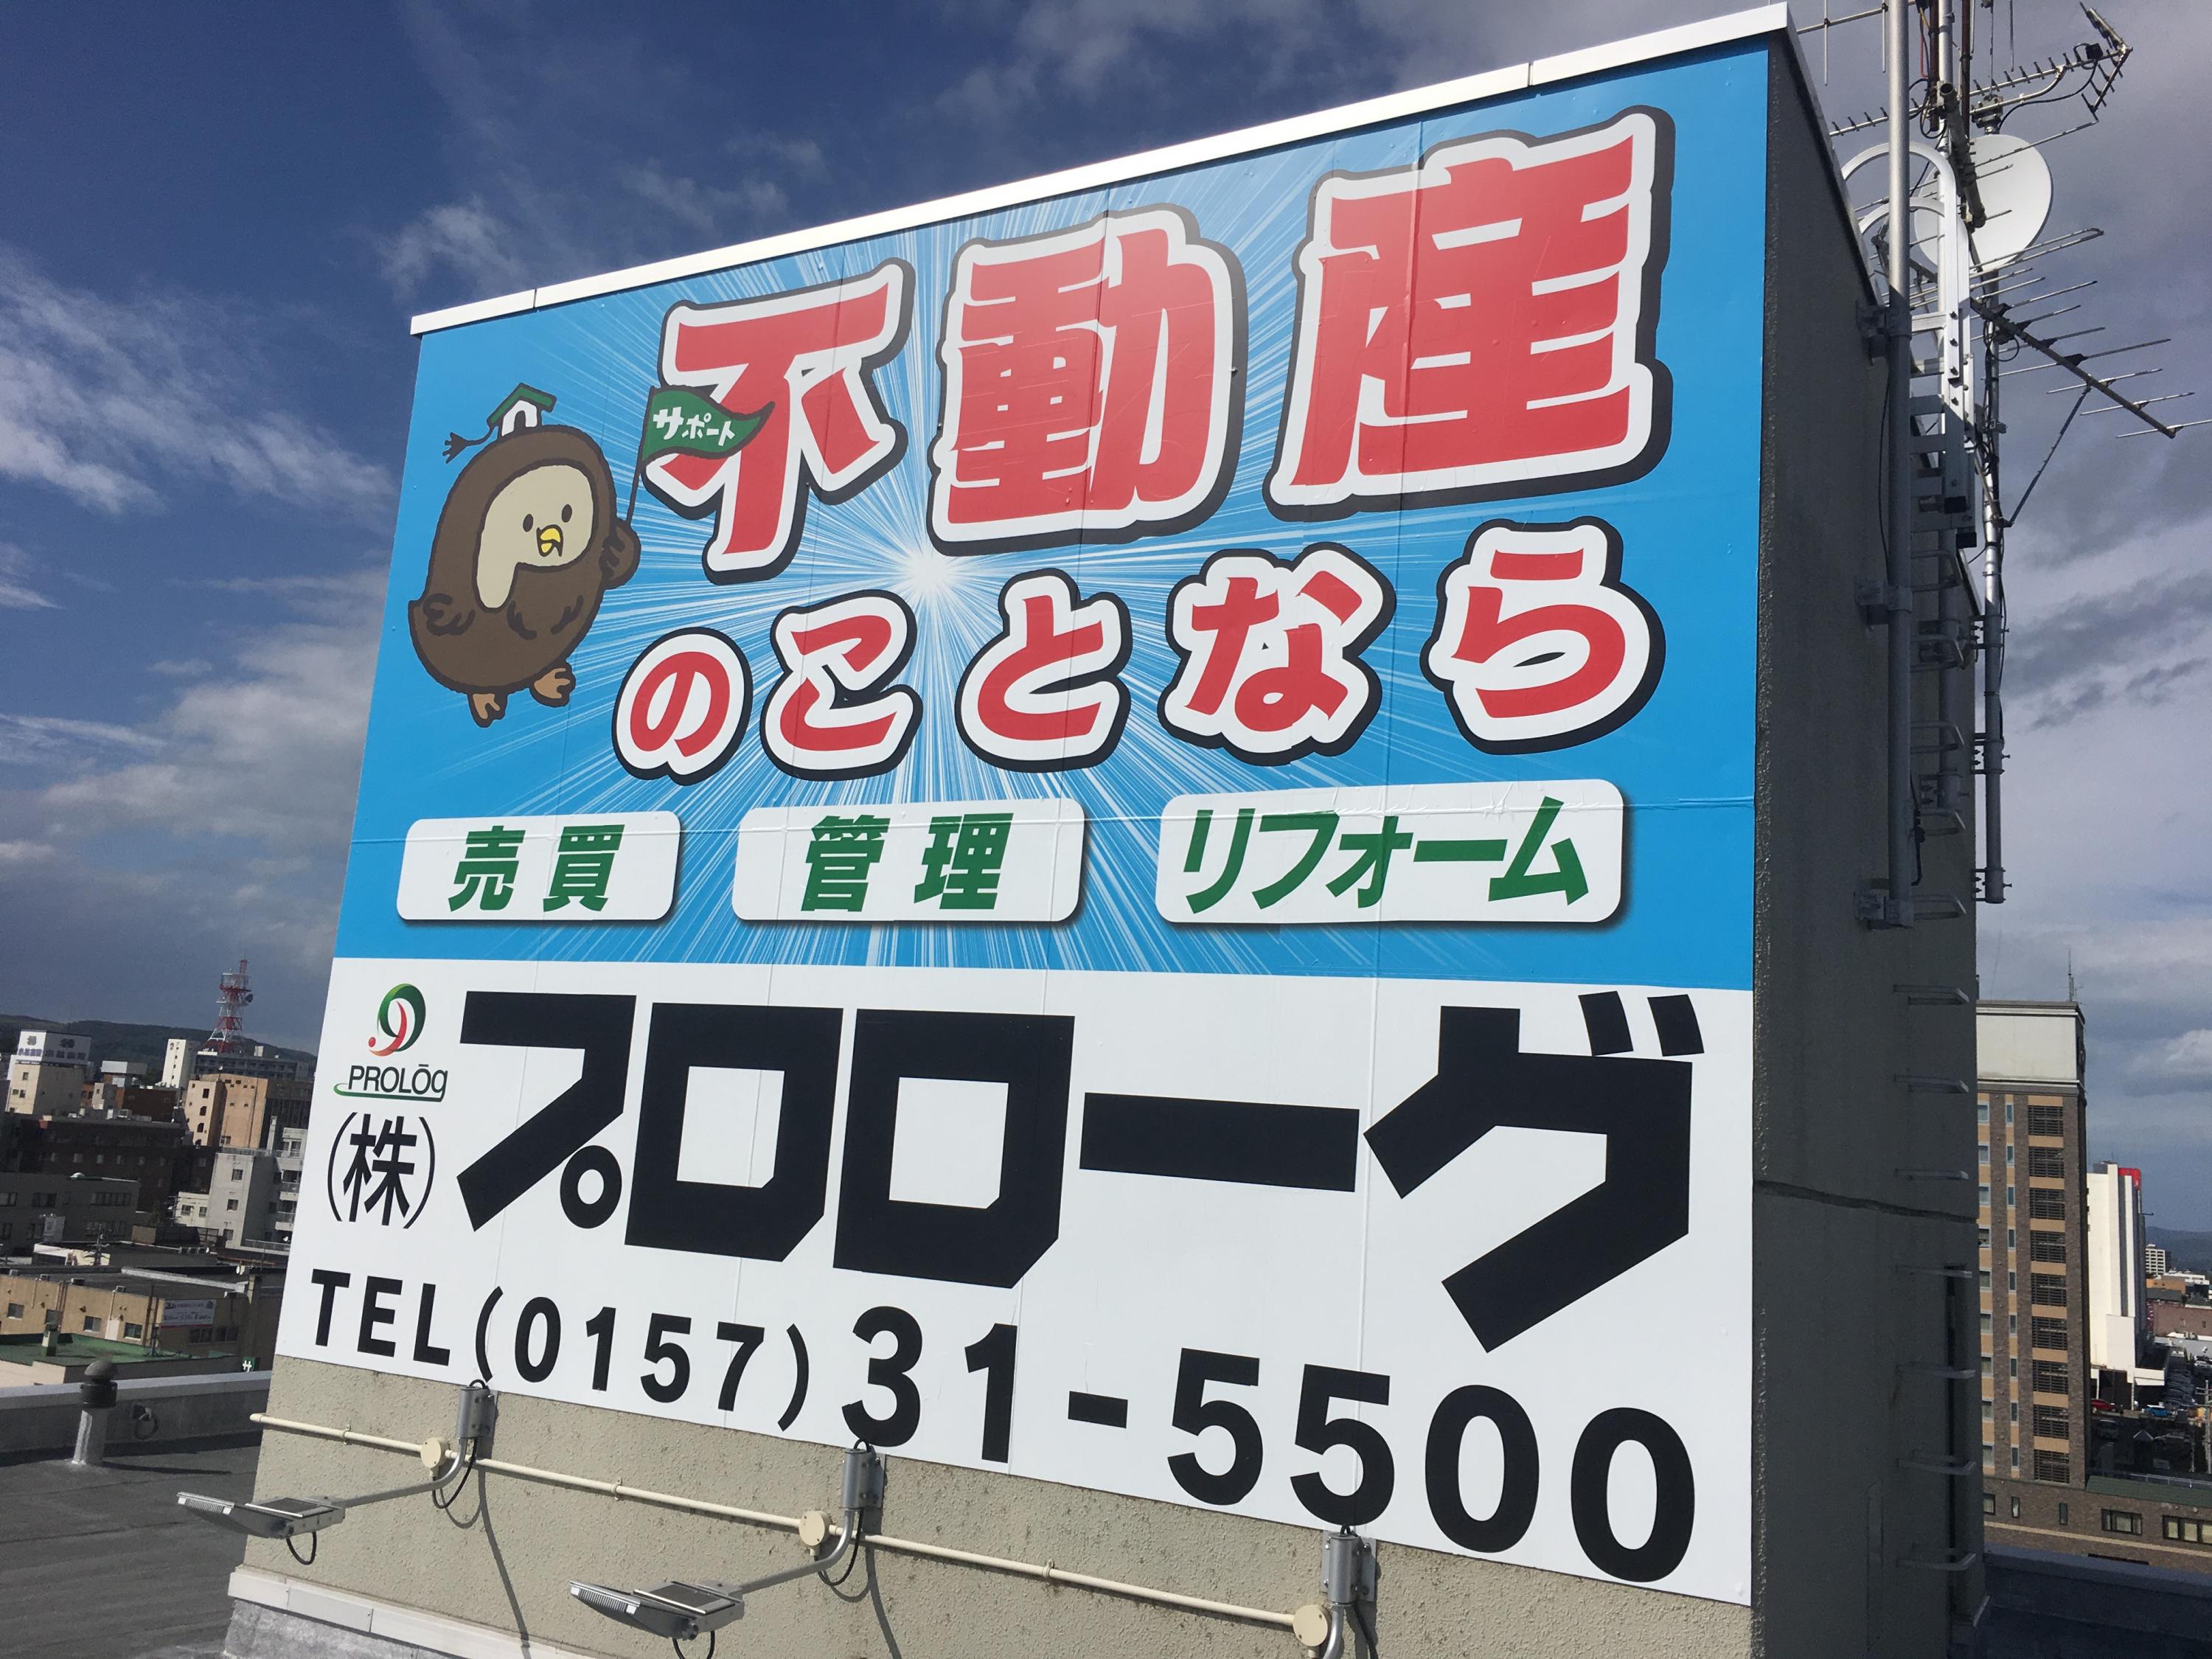 不動産
サポート
のことなら
売買 管理 リフォーム
PROLōg
(株)プロローグ
TEL(0157)31-5500